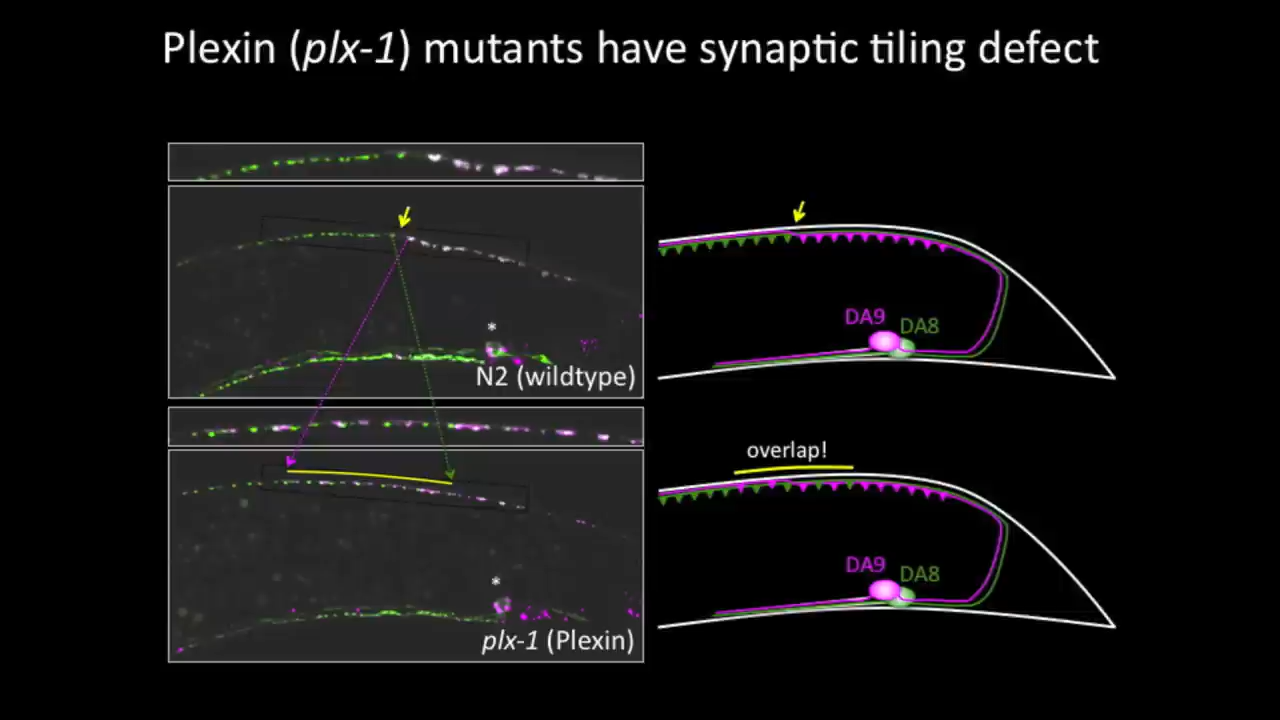 Plexin (plx-1) mutants have synaptic tiling defect
*
N2 (wildtype)
DA9 DA8
overlap!
*
plx-1 (Plexin)
DA9 DA8